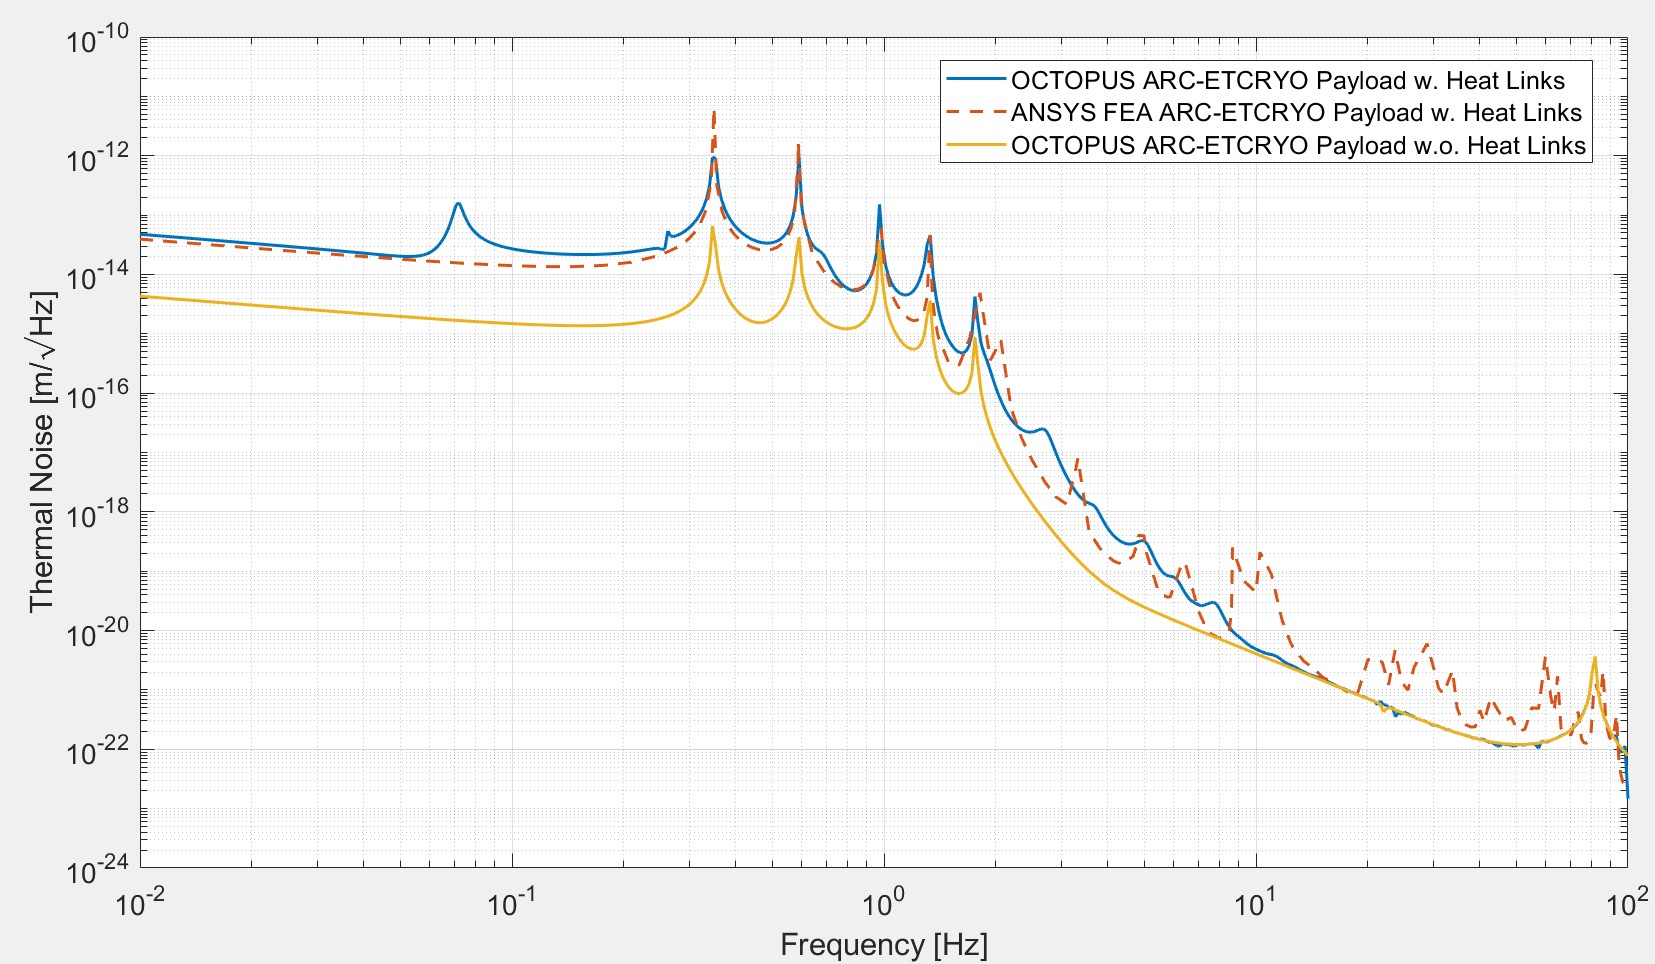 OCTOPUS ARC-ETCRYO Payload w. Heat Links
ANSYS FEA ARC-ETCRYO Payload w. Heat Links
OCTOPUS ARC-ETCRYO Payload w.o. Heat Links
Thermal Noise [m/√Hz]
10^-10
10^-12
10^-14
10^-16
10^-18
10^-20
10^-22
10^-24
10^-2
10^-1
10^0
10^1
10^2
Frequency [Hz]